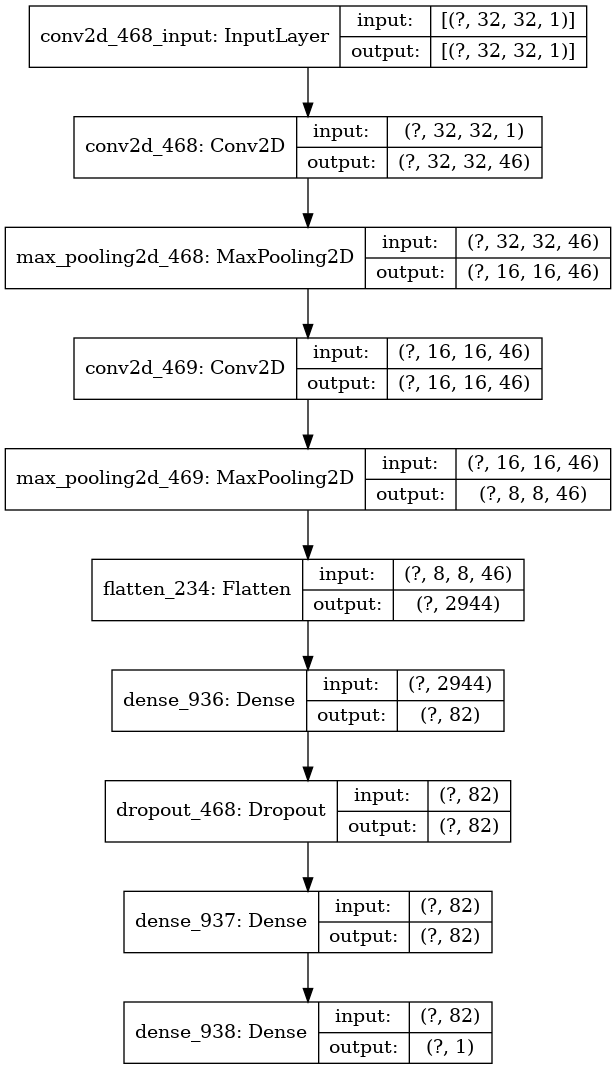 conv2d_468_input: InputLayer
input: [(?, 32, 32, 1)]
output: [(?, 32, 32, 1)]
conv2d_468: Conv2D
input: (?, 32, 32, 1)
output: (?, 32, 32, 46)
max_pooling2d_468: MaxPooling2D
input: (?, 32, 32, 46)
output: (?, 16, 16, 46)
conv2d_469: Conv2D
input: (?, 16, 16, 46)
output: (?, 16, 16, 46)
max_pooling2d_469: MaxPooling2D
input: (?, 16, 16, 46)
output: (?, 8, 8, 46)
flatten_234: Flatten
input: (?, 8, 8, 46)
output: (?, 2944)
dense_936: Dense
input: (?, 2944)
output: (?, 82)
dropout_468: Dropout
input: (?, 82)
output: (?, 82)
dense_937: Dense
input: (?, 82)
output: (?, 82)
dense_938: Dense
input: (?, 82)
output: (?, 1)